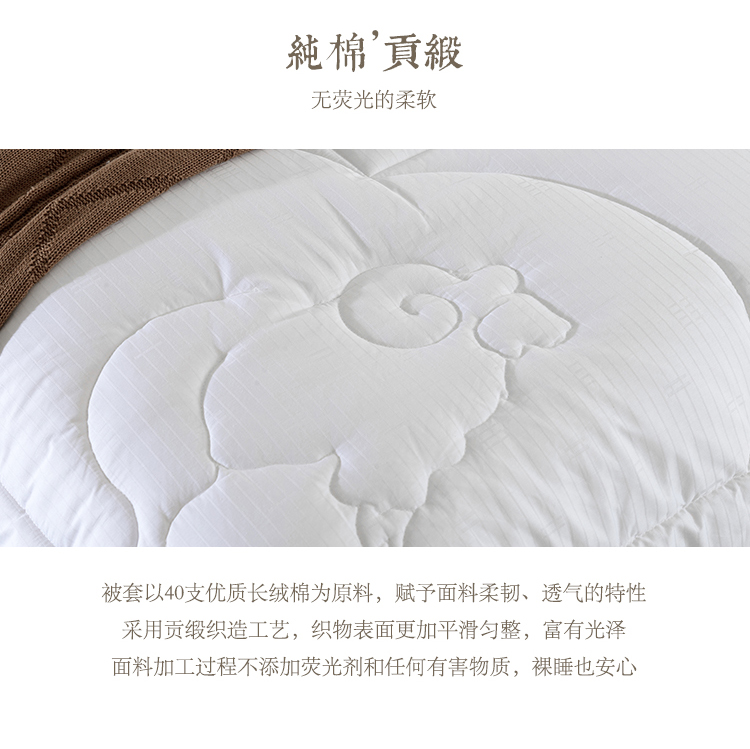 純棉’貢緞
无荧光的柔软
被套以40支优质长绒棉为原料，赋予面料柔韧、透气的特性
采用贡缎织造工艺，织物表面更加平滑匀整，富有光泽
面料加工过程不添加荧光剂和任何有害物质，裸睡也安心